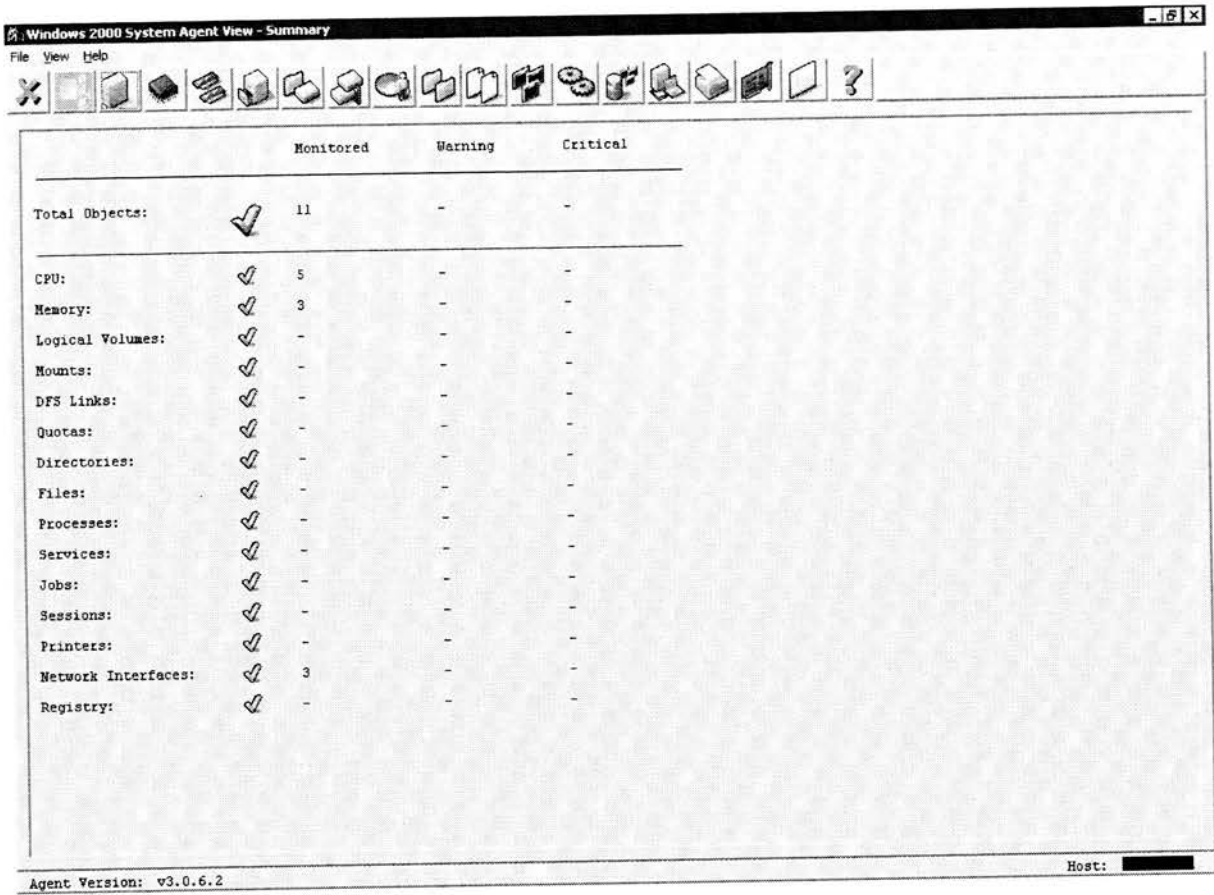 Windows 2000 System Agent View - Summary
File View Help
Monitored Warning Critical
Total Objects: 11 - -
CPU: 5 - -
Memory: 3 - -
Logical Volumes: - - -
Mounts: - - -
DFS Links: - - -
Quotas: - - -
Directories: - - -
Files: - - -
Processes: - - -
Services: - - -
Jobs: - - -
Sessions: - - -
Printers: - - -
Network Interfaces: 3 - -
Registry: - - -
Host:
Agent Version: v3.0.6.2